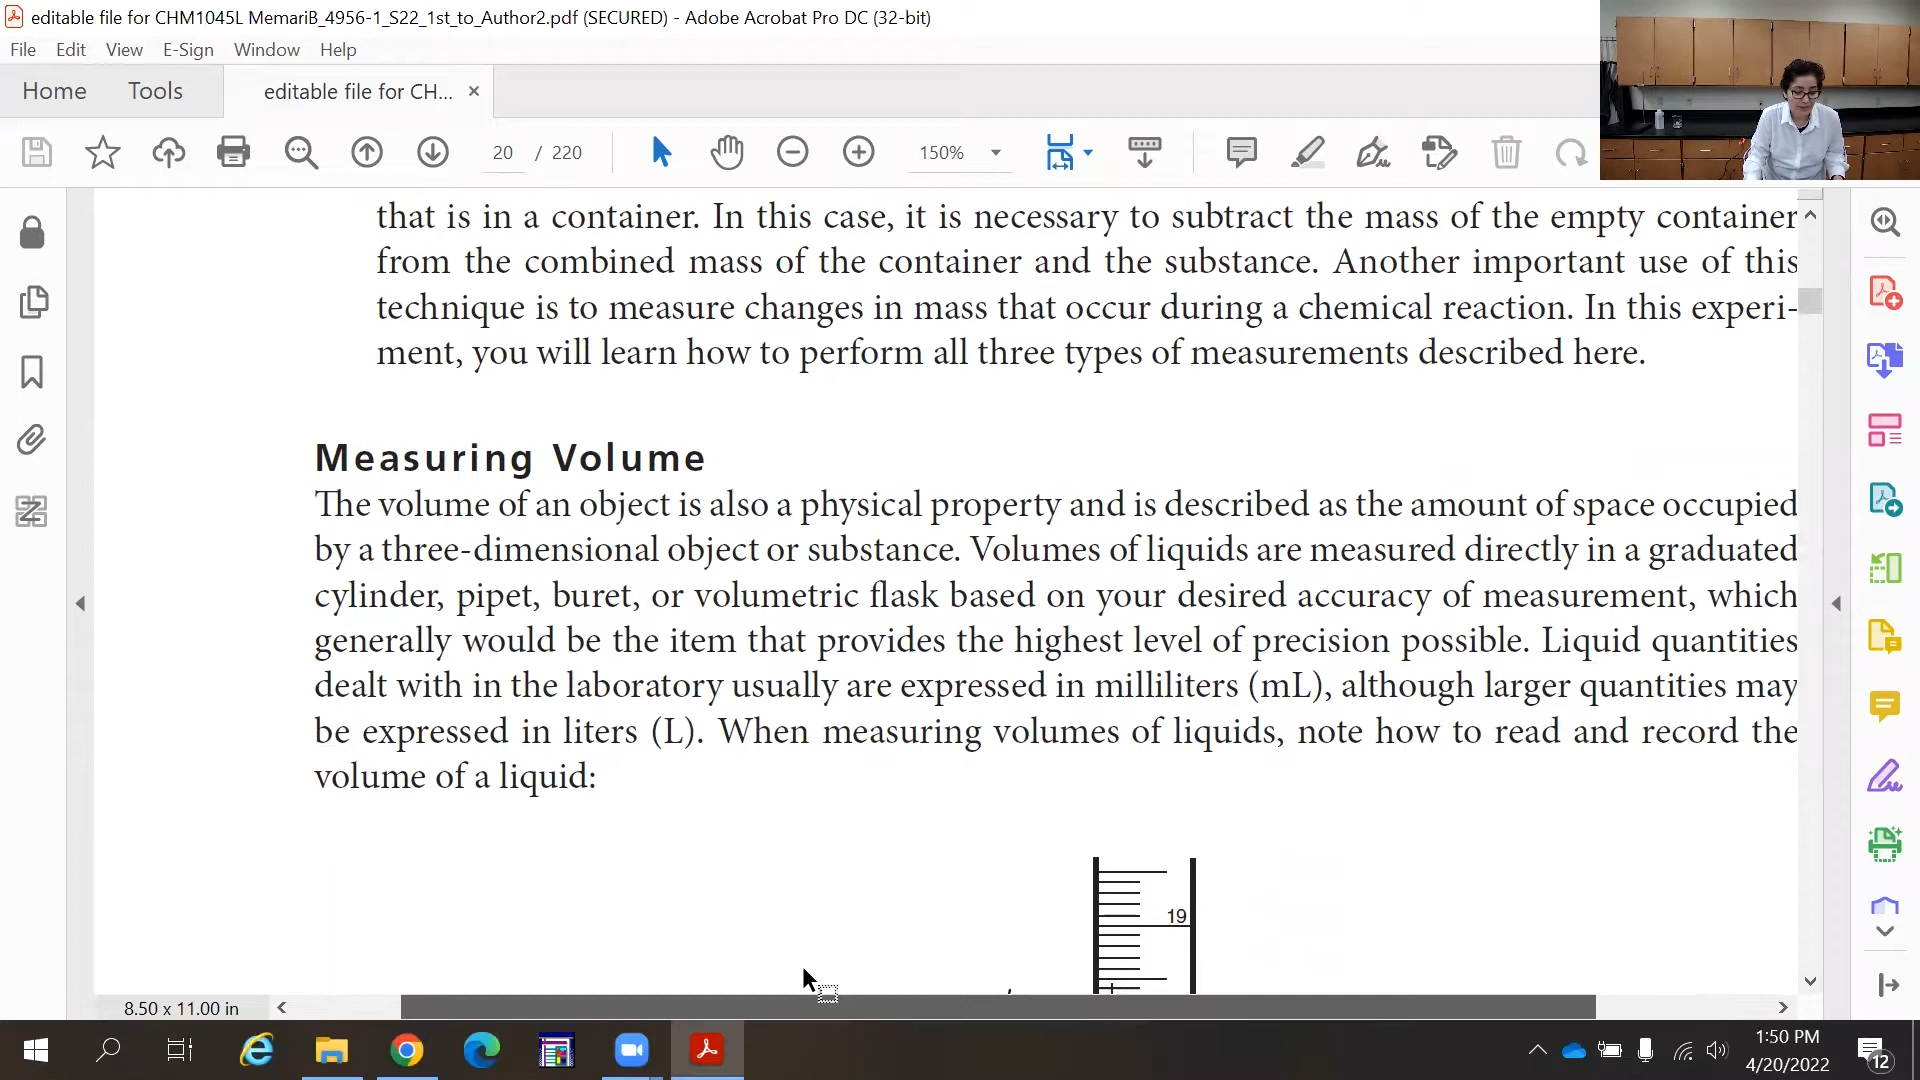 editable file for CHM1045L MemariB_4956-1_S22_1st_to_Author2.pdf (SECURED) - Adobe Acrobat Pro DC (32-bit)
File Edit View E-Sign Window Help
Home Tools editable file for CH... ×
20 / 220 150%
that is in a container. In this case, it is necessary to subtract the mass of the empty container
from the combined mass of the container and the substance. Another important use of this
technique is to measure changes in mass that occur during a chemical reaction. In this experi-
ment, you will learn how to perform all three types of measurements described here.
Measuring Volume
The volume of an object is also a physical property and is described as the amount of space occupied
by a three-dimensional object or substance. Volumes of liquids are measured directly in a graduated
cylinder, pipet, buret, or volumetric flask based on your desired accuracy of measurement, which
generally would be the item that provides the highest level of precision possible. Liquid quantities
dealt with in the laboratory usually are expressed in milliliters (mL), although larger quantities may
be expressed in liters (L). When measuring volumes of liquids, note how to read and record the
volume of a liquid:
19
8.50 x 11.00 in
1:50 PM
4/20/2022
12